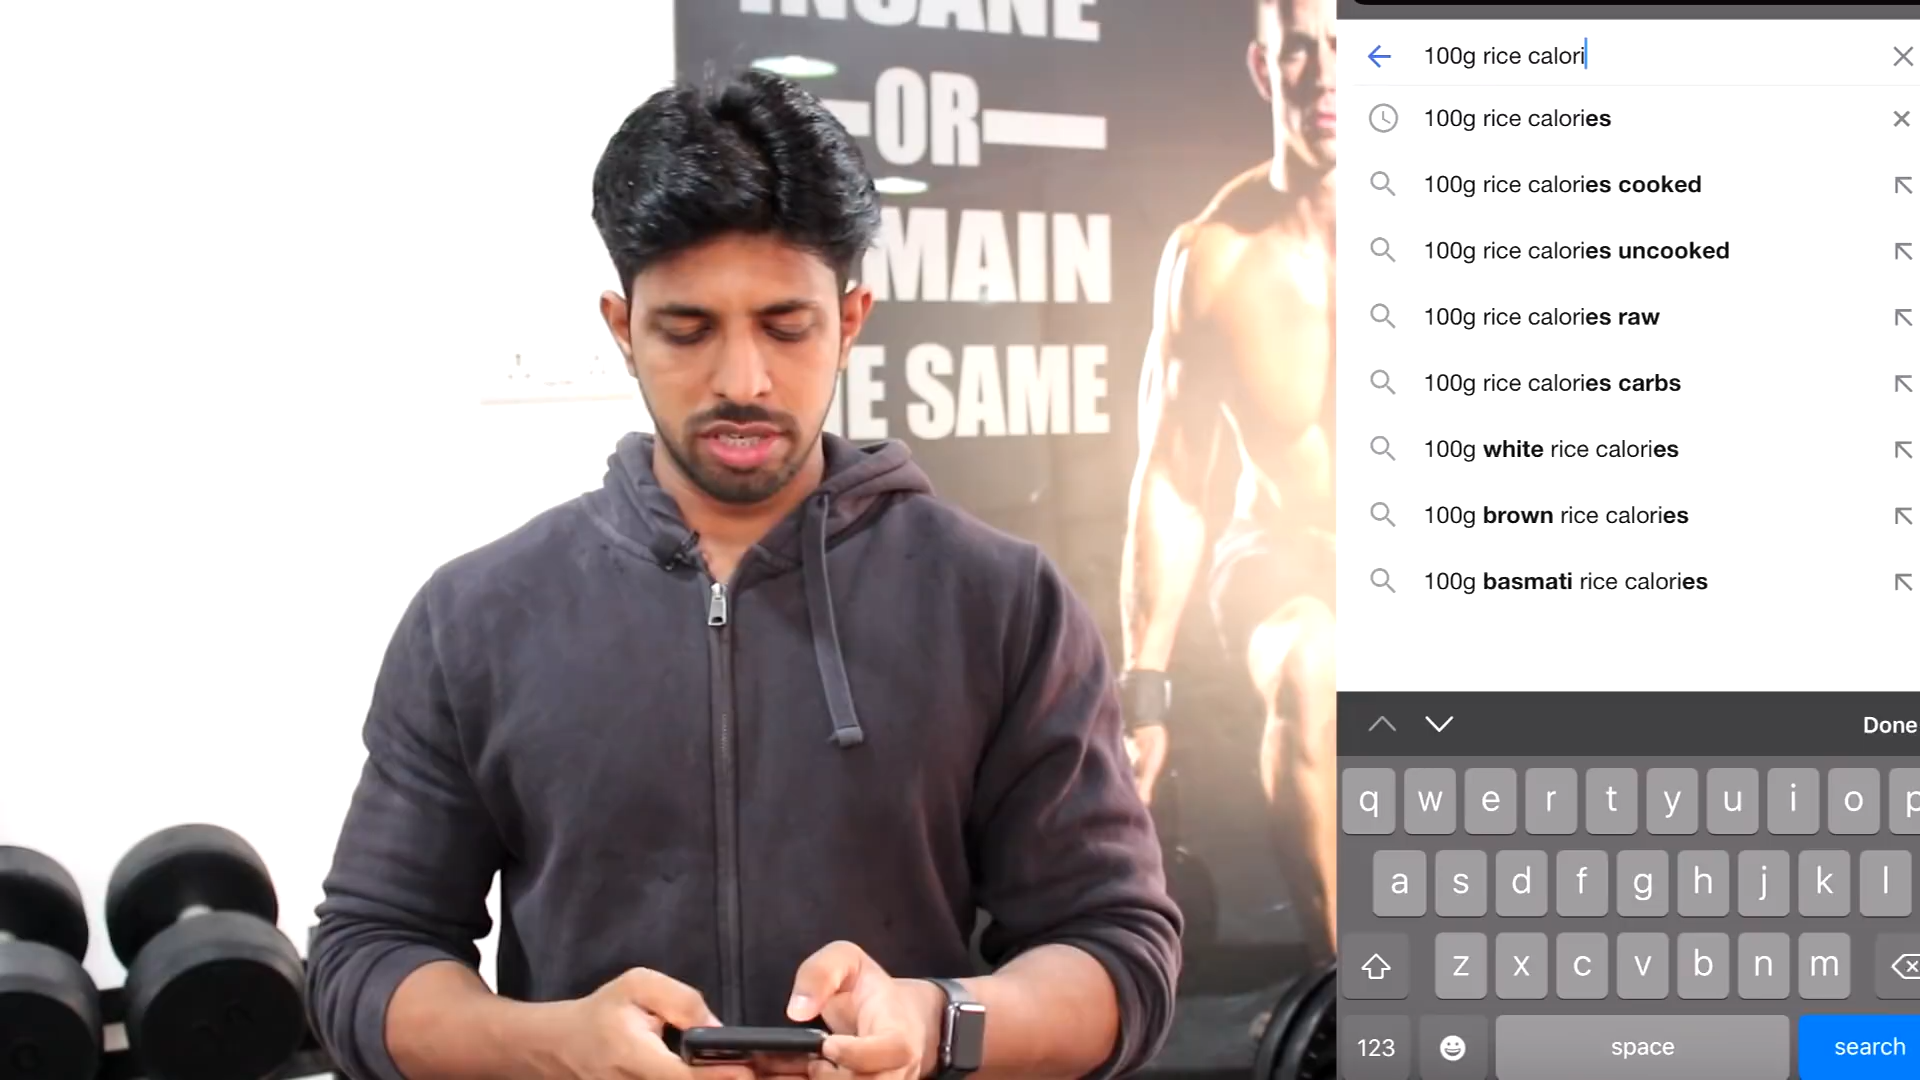 INSANE
OR
MAIN
SAME
100g rice calori
100g rice calories
100g rice calories cooked
100g rice calories uncooked
100g rice calories raw
100g rice calories carbs
100g white rice calories
100g brown rice calories
100g basmati rice calories
Done
q w e r t y u i o p
a s d f g h j k l
z x c v b n m
123 space search